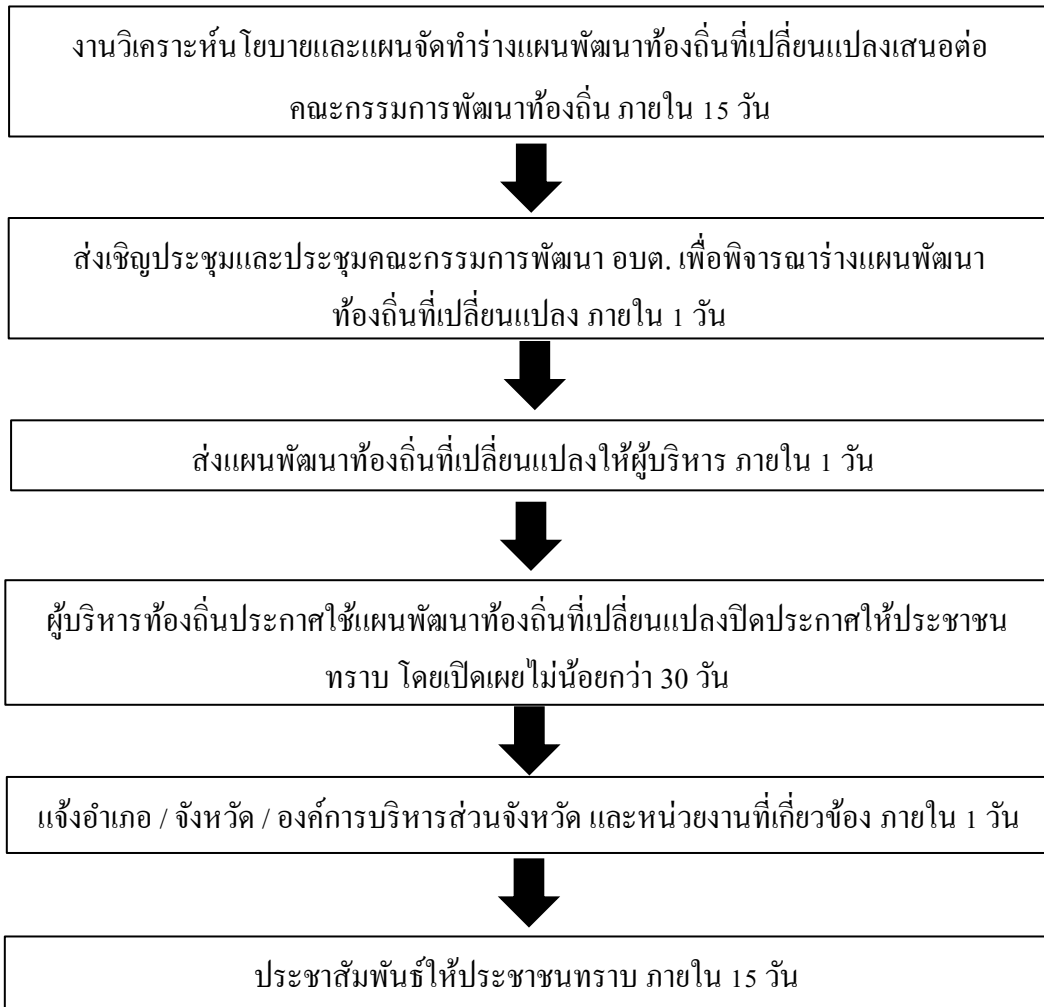 งานวิเคราะห์นโยบายและแผนจัดทำร่างแผนพัฒนาท้องถิ่นที่เปลี่ยนแปลงเสนอต่อ
คณะกรรมการพัฒนาท้องถิ่น ภายใน 15 วัน
ส่งเชิญประชุมและประชุมคณะกรรมการพัฒนา อบต. เพื่อพิจารณาร่างแผนพัฒนา
ท้องถิ่นที่เปลี่ยนแปลง ภายใน 1 วัน
ส่งแผนพัฒนาท้องถิ่นที่เปลี่ยนแปลงให้ผู้บริหาร ภายใน 1 วัน
ผู้บริหารท้องถิ่นประกาศใช้แผนพัฒนาท้องถิ่นที่เปลี่ยนแปลงปิดประกาศให้ประชาชน
ทราบ โดยเปิดเผยไม่น้อยกว่า 30 วัน
แจ้งอำเภอ / จังหวัด / องค์การบริหารส่วนจังหวัด และหน่วยงานที่เกี่ยวข้อง ภายใน 1 วัน
ประชาสัมพันธ์ให้ประชาชนทราบ ภายใน 15 วัน